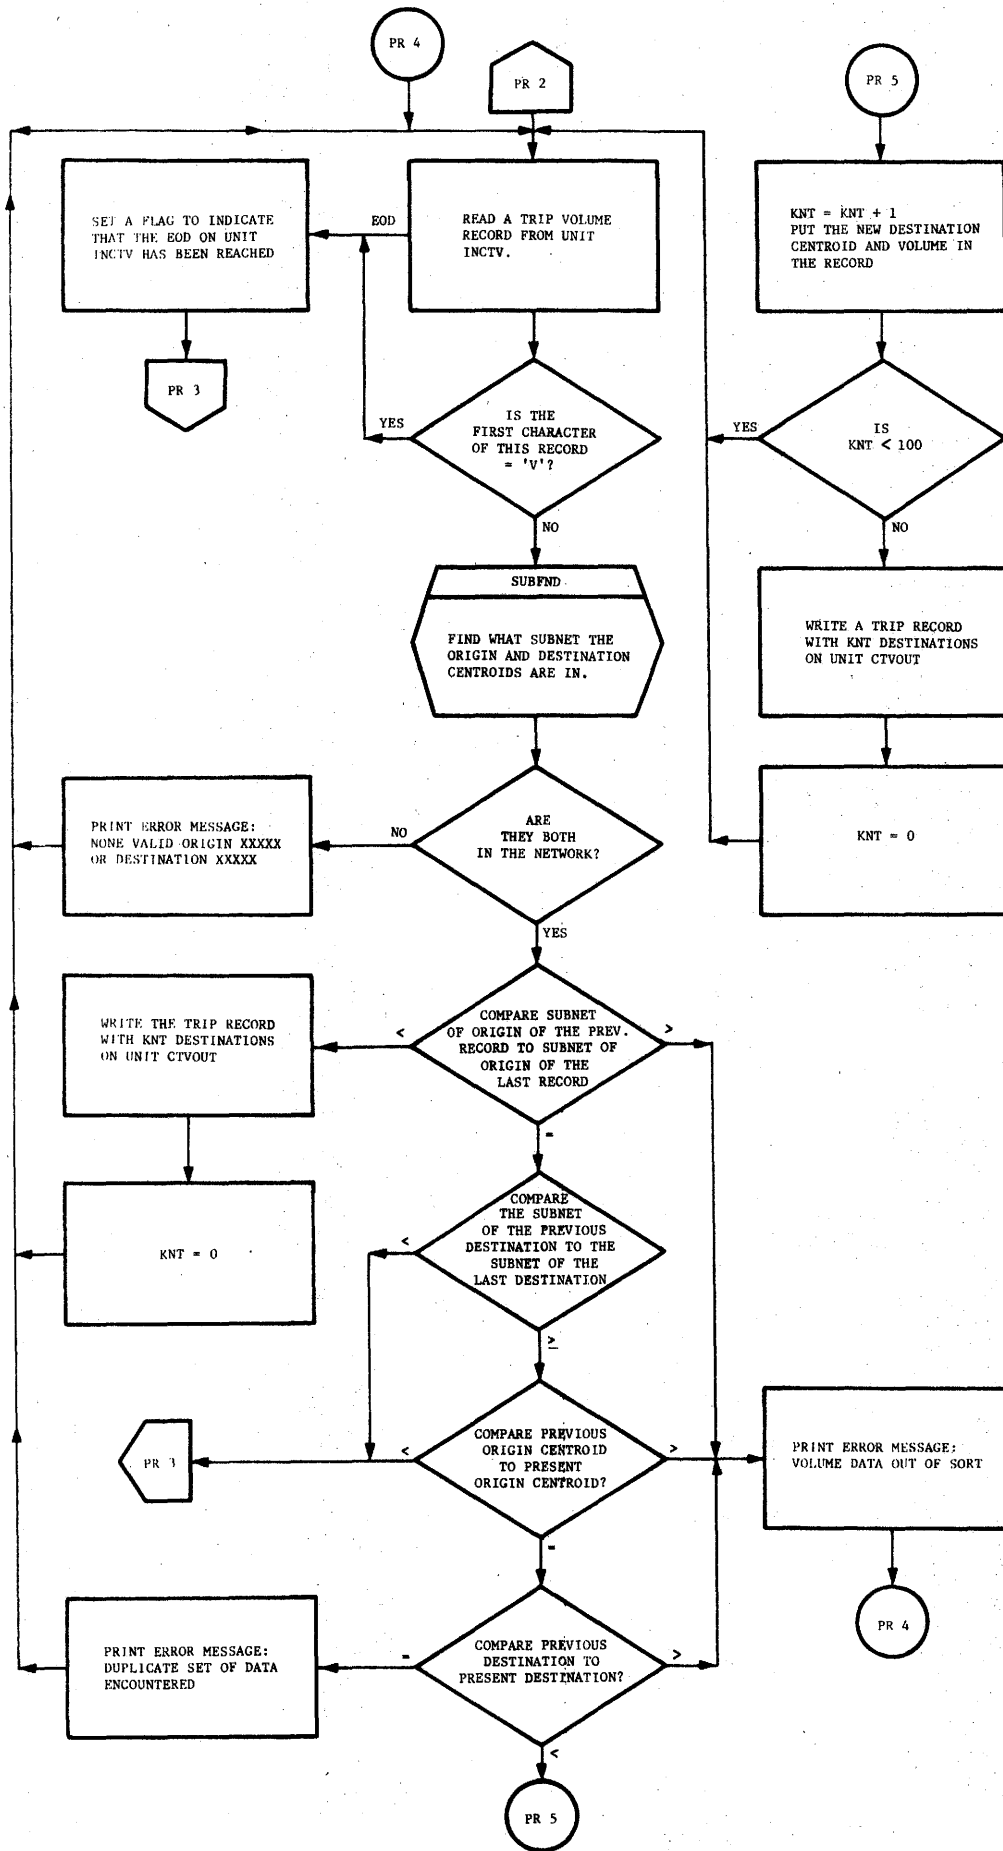 PR 4
PR 2
PR 5
SET A FLAG TO INDICATE
THAT THE EOD ON UNIT
INCTV HAS BEEN REACHED
EOD
READ A TRIP VOLUME
RECORD FROM UNIT
INCTV.
KNT = KNT + 1
PUT THE NEW DESTINATION
CENTROID AND VOLUME IN
THE RECORD
PR 3
YES
IS THE
FIRST CHARACTER
OF THIS RECORD
= 'V'?
NO
YES
IS
KNT < 100
NO
SUBFND
FIND WHAT SUBNET THE
ORIGIN AND DESTINATION
CENTROIDS ARE IN.
WRITE A TRIP RECORD
WITH KNT DESTINATIONS
ON UNIT CTVOUT
PRINT ERROR MESSAGE:
NONE VALID ORIGIN XXXXX
OR DESTINATION XXXXX
NO
ARE
THEY BOTH
IN THE NETWORK?
YES
KNT = 0
WRITE THE TRIP RECORD
WITH KNT DESTINATIONS
ON UNIT CTVOUT
<
COMPARE SUBNET
OF ORIGIN OF THE PREV.
RECORD TO SUBNET OF
ORIGIN OF THE
LAST RECORD
>
=
KNT = 0
<
COMPARE
THE SUBNET
OF THE PREVIOUS
DESTINATION TO THE
SUBNET OF THE
LAST DESTINATION
≥
PR 3
<
COMPARE PREVIOUS
ORIGIN CENTROID
TO PRESENT
ORIGIN CENTROID?
>
=
PRINT ERROR MESSAGE:
VOLUME DATA OUT OF SORT
PR 4
PRINT ERROR MESSAGE:
DUPLICATE SET OF DATA
ENCOUNTERED
=
COMPARE PREVIOUS
DESTINATION TO
PRESENT DESTINATION?
>
<
PR 5